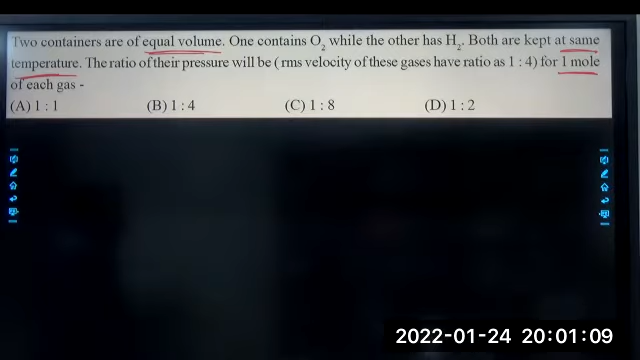 Two containers are of equal volume. One contains O₂ while the other has H₂. Both are kept at same
temperature. The ratio of their pressure will be ( rms velocity of these gases have ratio as 1 : 4) for 1 mole
of each gas -
(A) 1 : 1 (B) 1 : 4 (C) 1 : 8 (D) 1 : 2
2022-01-24 20:01:09